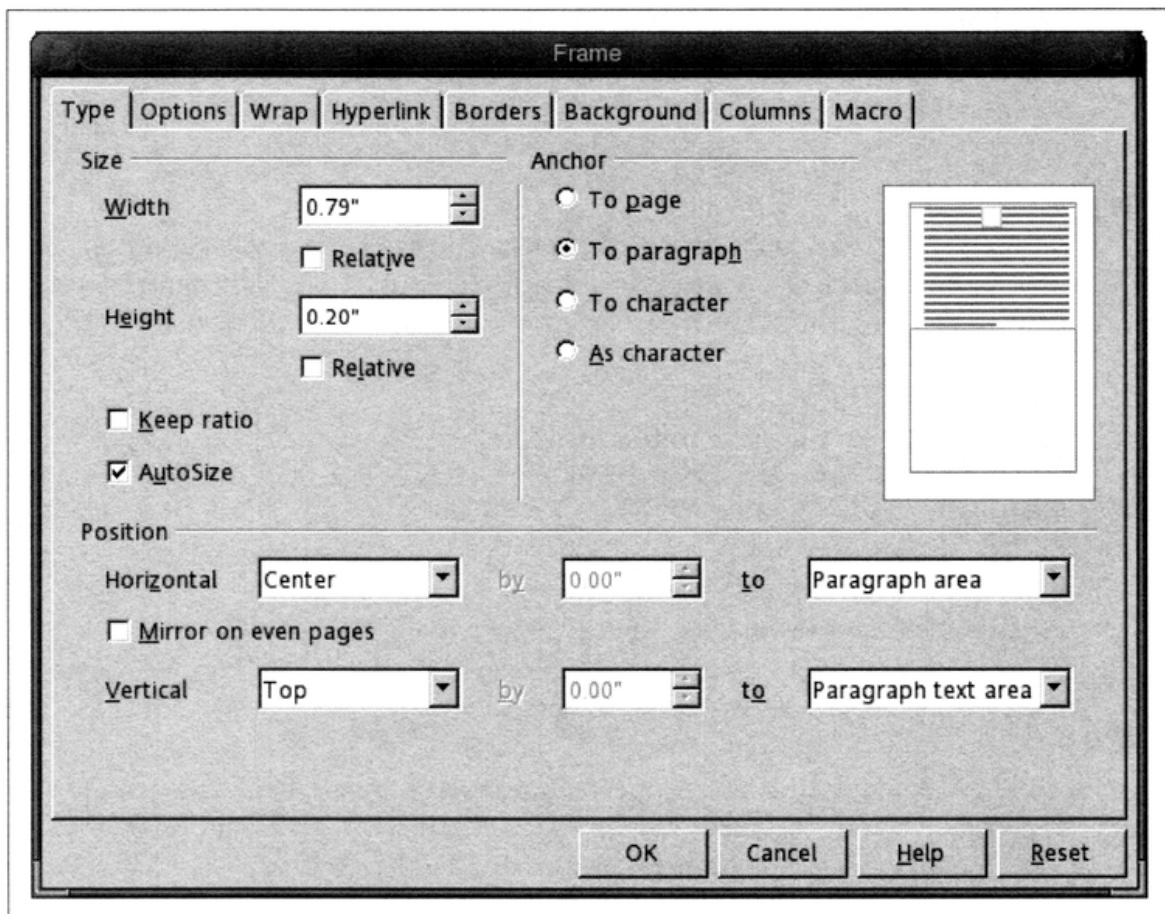 Frame
Type Options Wrap Hyperlink Borders Background Columns Macro
Size
Width 0.79"
Relative
Height 0.20"
Relative
Keep ratio
AutoSize
Anchor
To page
To paragraph
To character
As character
Position
Horizontal Center by 0.00" to Paragraph area
Mirror on even pages
Vertical Top by 0.00" to Paragraph text area
OK Cancel Help Reset